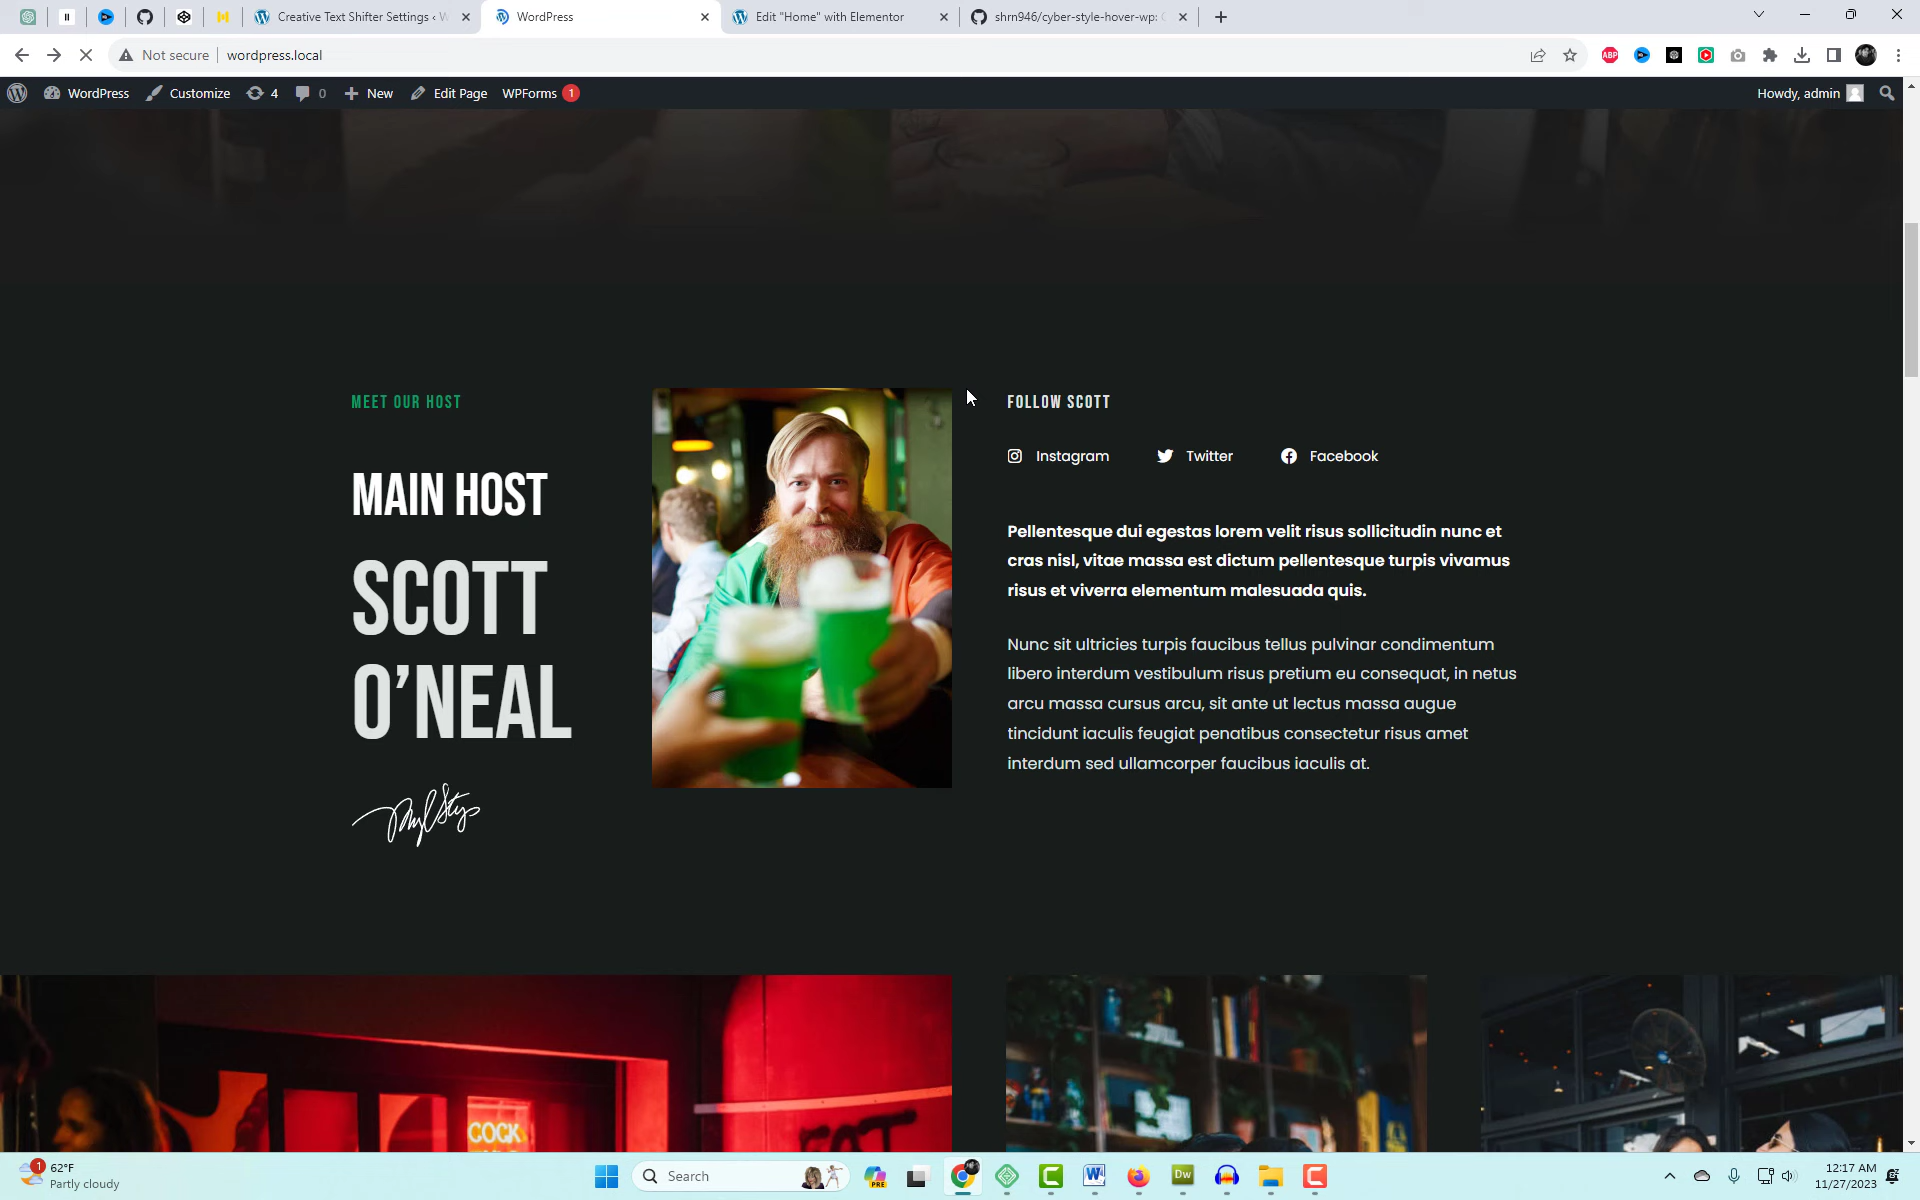 Creative Text Shifter Settings ‹ W
WordPress
Edit "Home" with Elementor
shrn946/cyber-style-hover-wp:
Not secure
wordpress.local
ABP
WordPress
Customize
4
0
New
Edit Page
WPForms 1
Howdy, admin
MEET OUR HOST
MAIN HOST
SCOTT
O’NEAL
FOLLOW SCOTT
Instagram
Twitter
Facebook
Pellentesque dui egestas lorem velit risus sollicitudin nunc et
cras nisl, vitae massa est dictum pellentesque turpis vivamus
risus et viverra elementum malesuada quis.
Nunc sit ultricies turpis faucibus tellus pulvinar condimentum
libero interdum vestibulum risus pretium eu consequat, in netus
arcu massa cursus arcu, sit ante ut lectus massa augue
tincidunt iaculis feugiat penatibus consectetur risus amet
interdum sed ullamcorper faucibus iaculis at.
COCK
1
62°F
Partly cloudy
Search
PRE
Dw
12:17 AM
11/27/2023